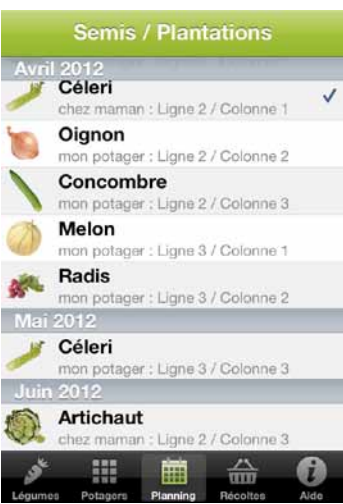 Semis / Plantations
Avril 2012
Céleri
chez maman : Ligne 2 / Colonne 1
Oignon
mon potager : Ligne 2 / Colonne 2
Concombre
mon potager : Ligne 2 / Colonne 3
Melon
mon potager : Ligne 3 / Colonne 1
Radis
mon potager : Ligne 3 / Colonne 2
Mai 2012
Céleri
mon potager : Ligne 3 / Colonne 3
Juin 2012
Artichaut
chez maman : Ligne 2 / Colonne 2
Légumes Potagers Planning Récoltes Aide